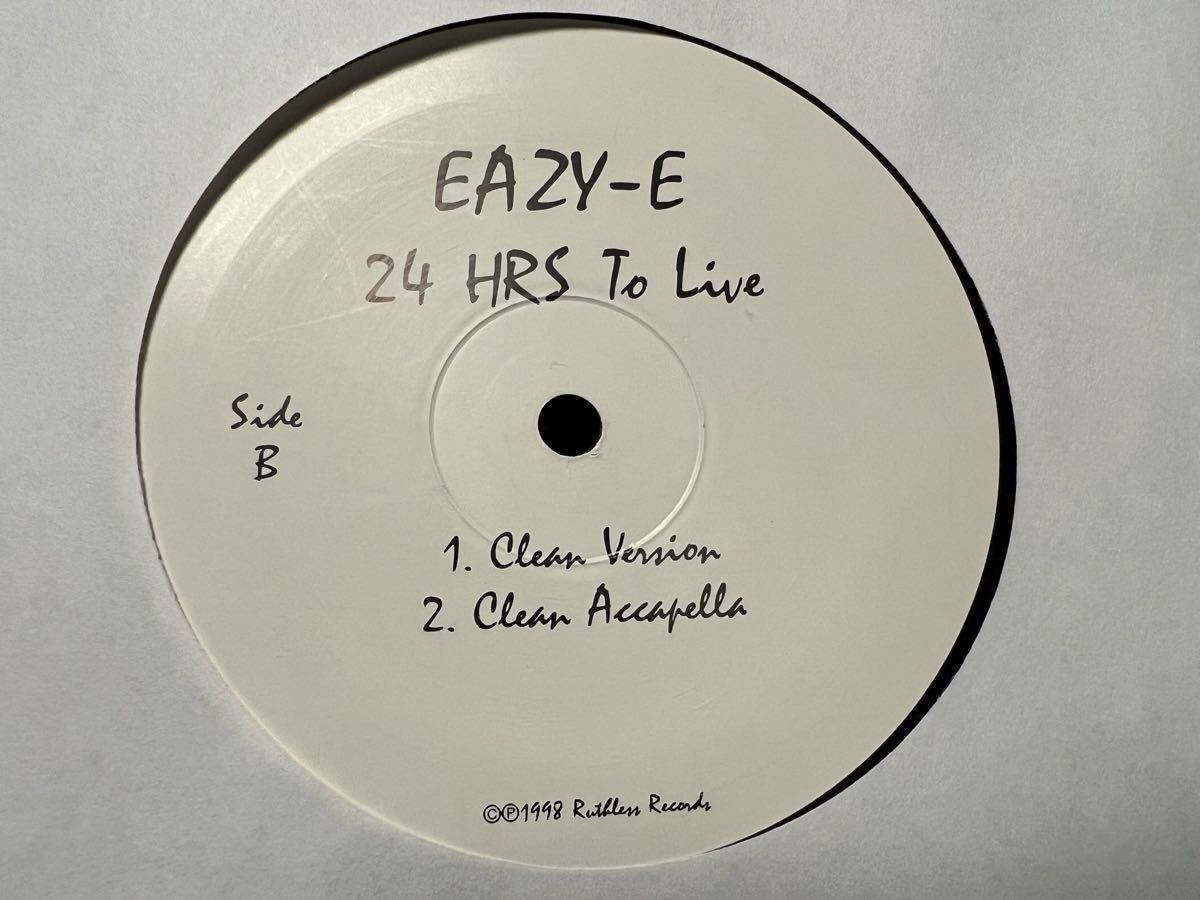 EAZY-E
24 HRS To Live
Side
B
1. Clean Version
2. Clean Accapella
©℗1998 Ruthless Records